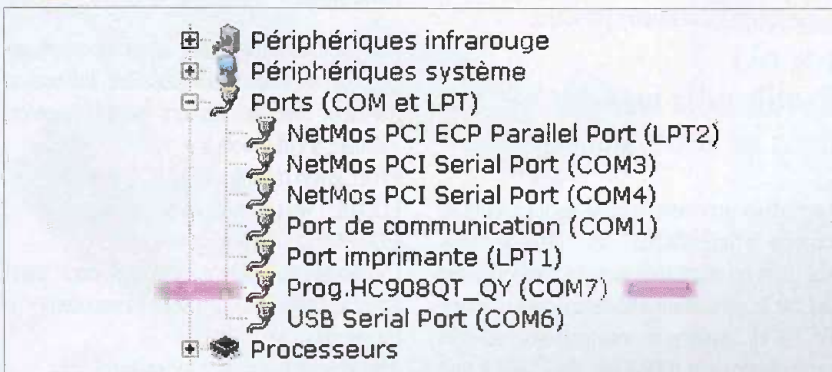 Périphériques infrarouge
Périphériques système
Ports (COM et LPT)
NetMos PCI ECP Parallel Port (LPT2)
NetMos PCI Serial Port (COM3)
NetMos PCI Serial Port (COM4)
Port de communication (COM1)
Port imprimante (LPT1)
Prog.HC908QT_QY (COM7)
USB Serial Port (COM6)
Processeurs